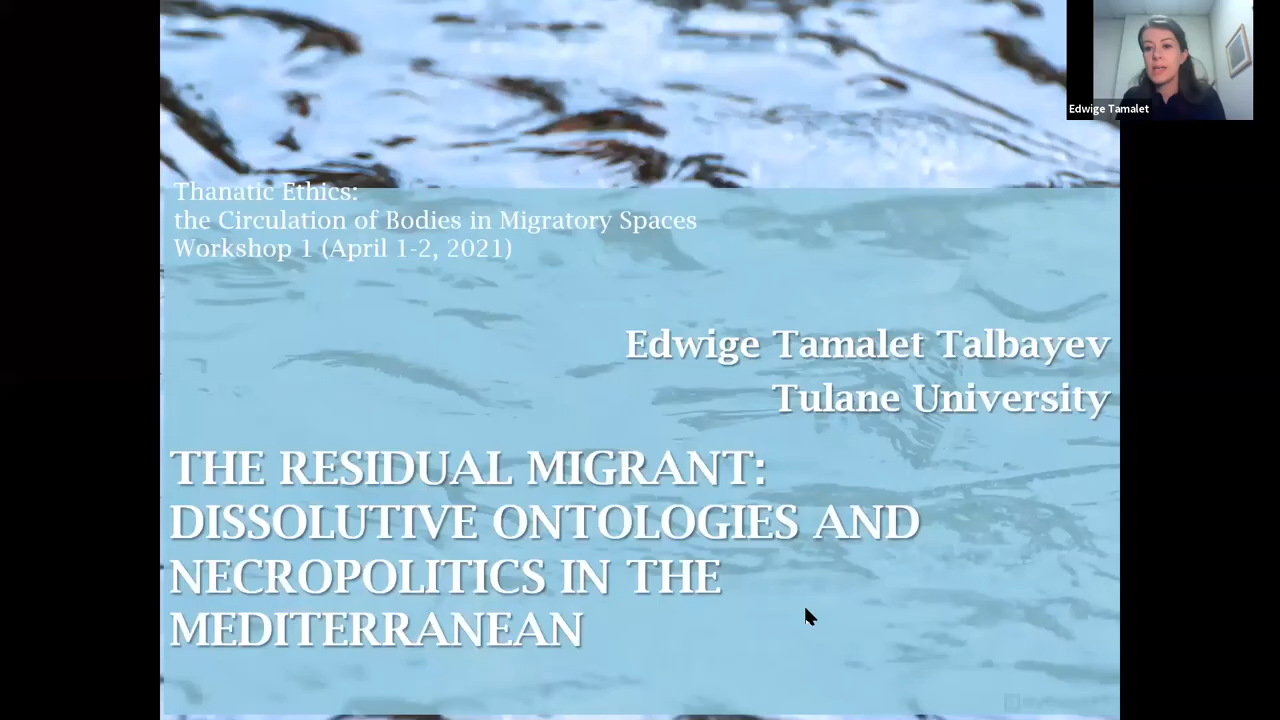 Edwige Tamalet
Thanatic Ethics:
the Circulation of Bodies in Migratory Spaces
Workshop 1 (April 1-2, 2021)
Edwige Tamalet Talbayev
Tulane University
THE RESIDUAL MIGRANT:
DISSOLUTIVE ONTOLOGIES AND
NECROPOLITICS IN THE
MEDITERRANEAN